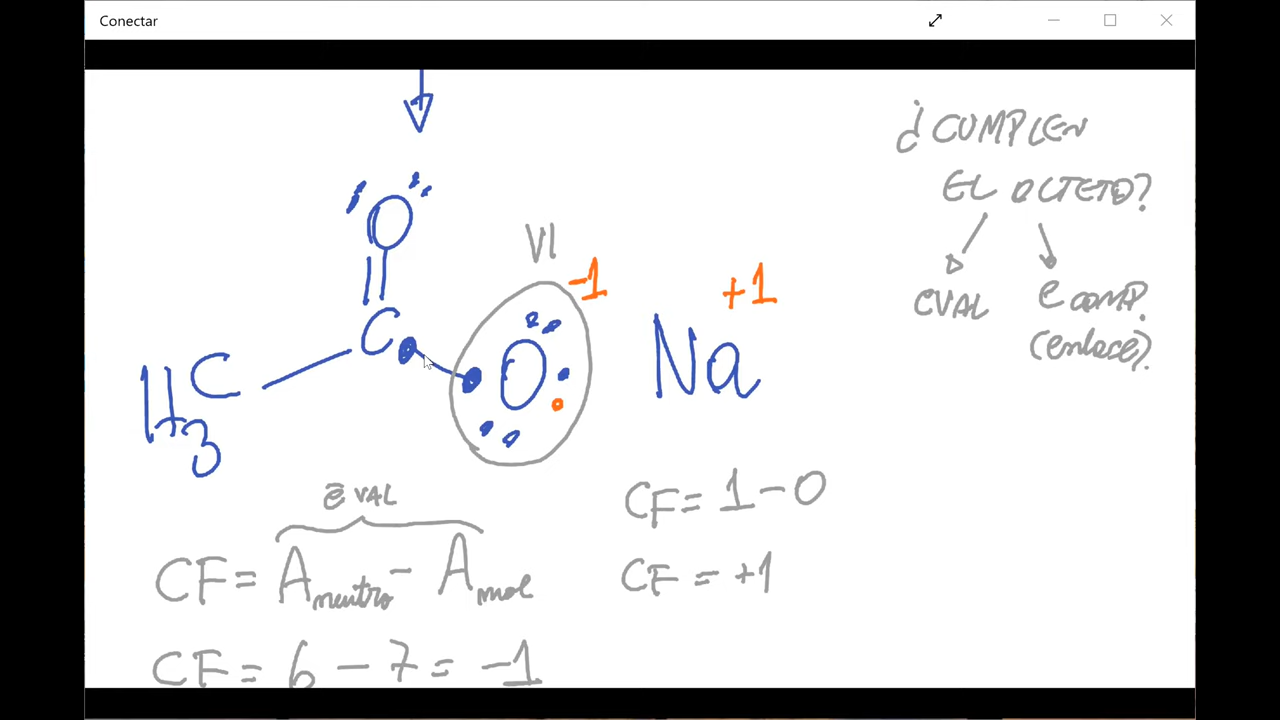 Conectar
¿CUMPLEN
EL OCTETO?
eVAL
e COMP.
(enlace)
O
VI
-1
+1
H3C
C
O
Na
ē VAL
CF= Aneutro - Amol
CF= 6 - 7 = -1
CF= 1 - 0
CF = +1